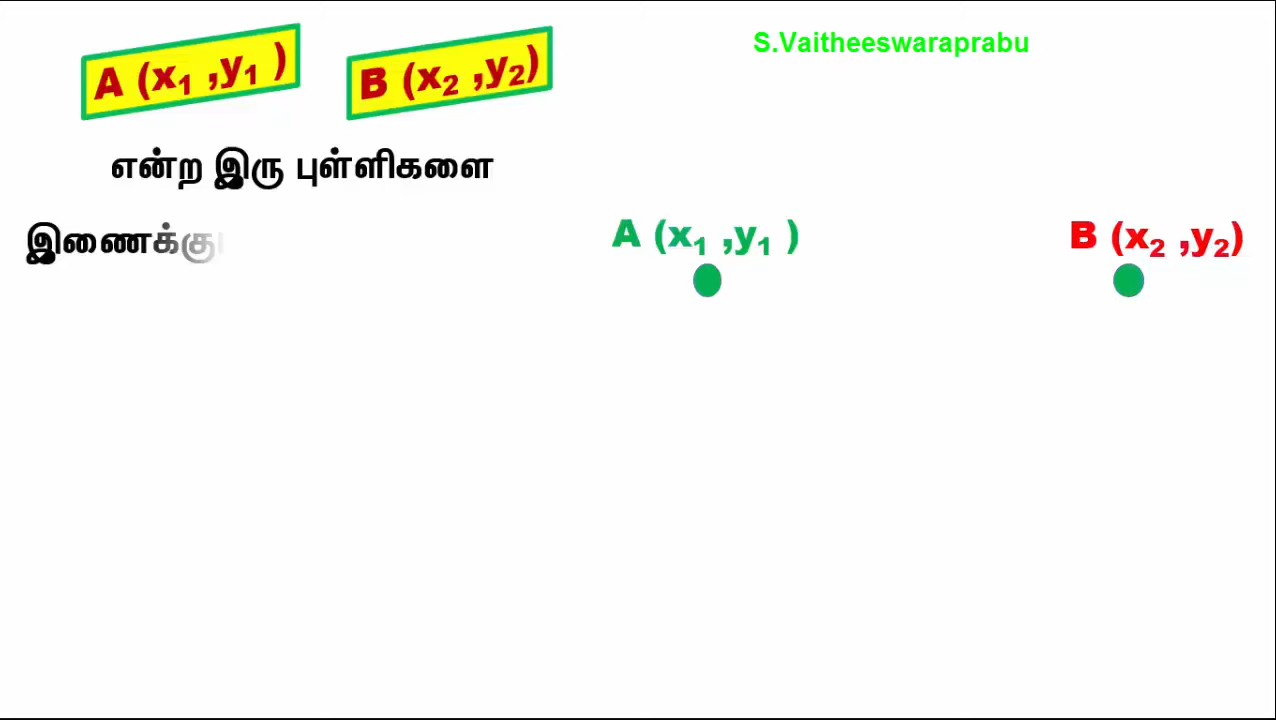 A (x₁ ,y₁ ) B (x₂ ,y₂)
S.Vaitheeswaraprabu
என்ற இரு புள்ளிகளை
A (x₁ ,y₁ ) B (x₂ ,y₂)